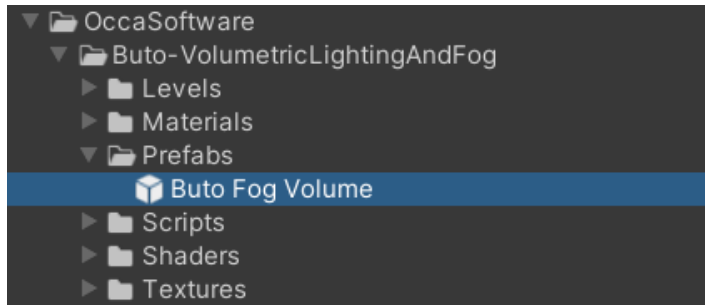 OccaSoftware
Buto-VolumetricLightingAndFog
Levels
Materials
Prefabs
Buto Fog Volume
Scripts
Shaders
Textures